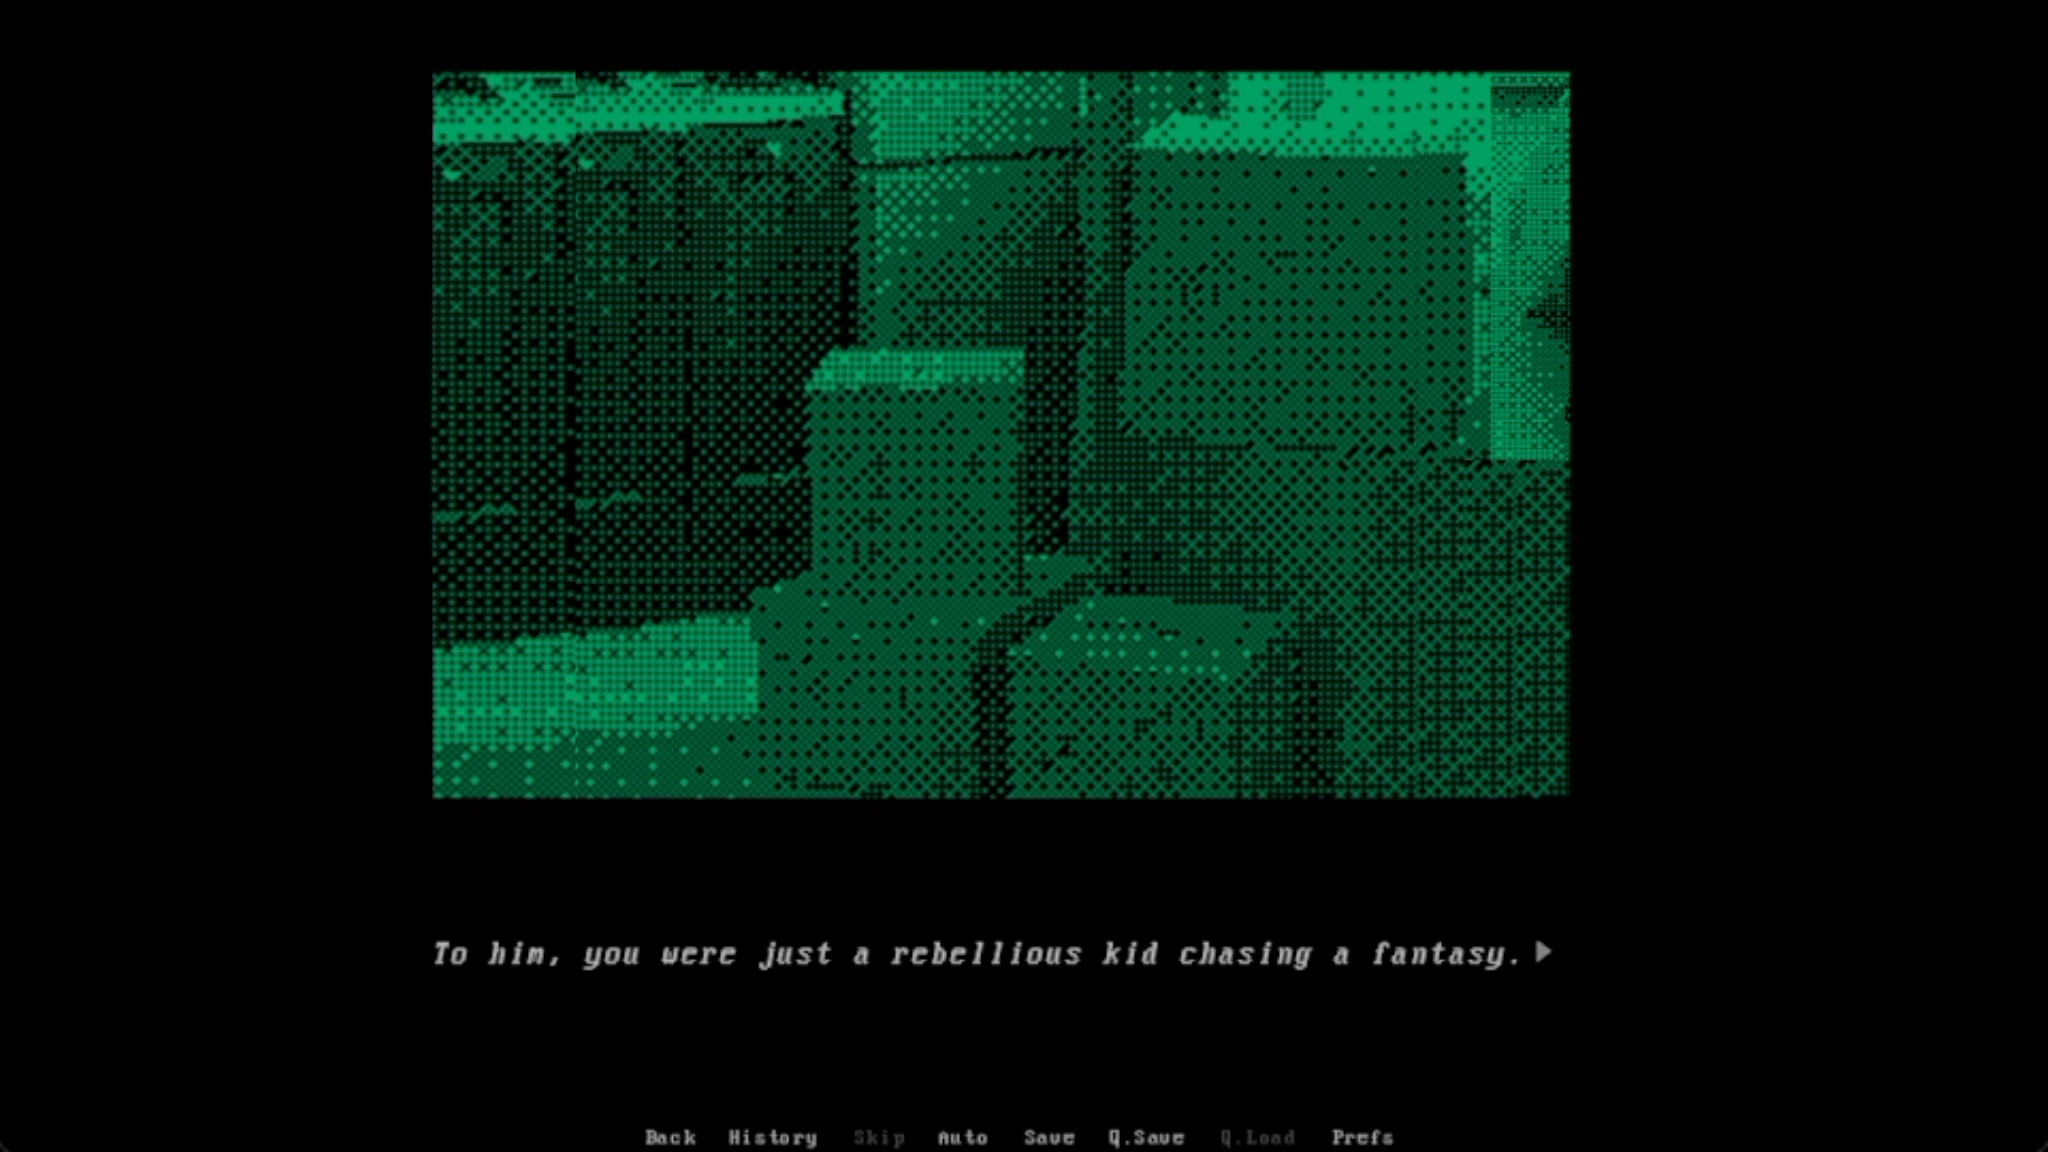 To him, you were just a rebellious kid chasing a fantasy.
Back History Skip Auto Save Q.Save Q.Load Prefs